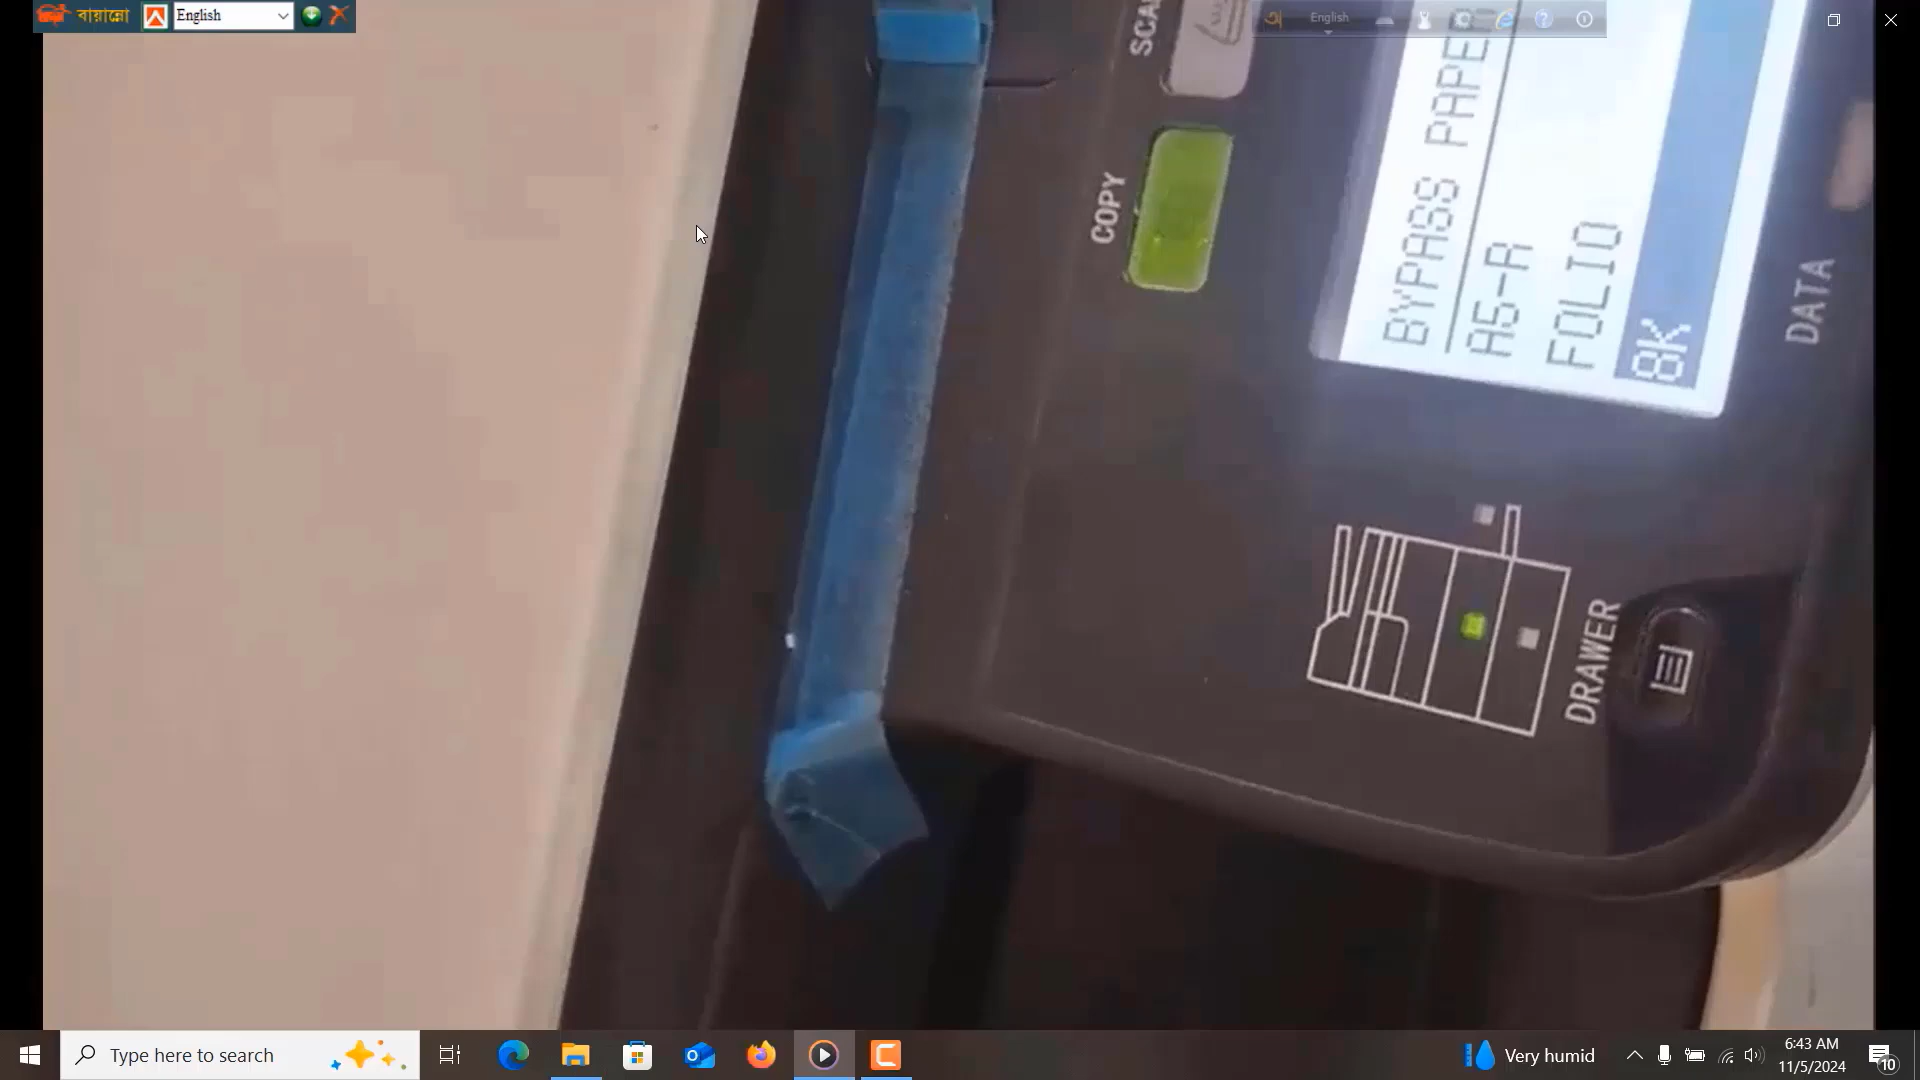 বায়ান্নো
English
English
SCA
COPY
BYPASS PAPER
A5-R
FOLIO
8K
DATA
DRAWER
Type here to search
Very humid
6:43 AM
11/5/2024
10